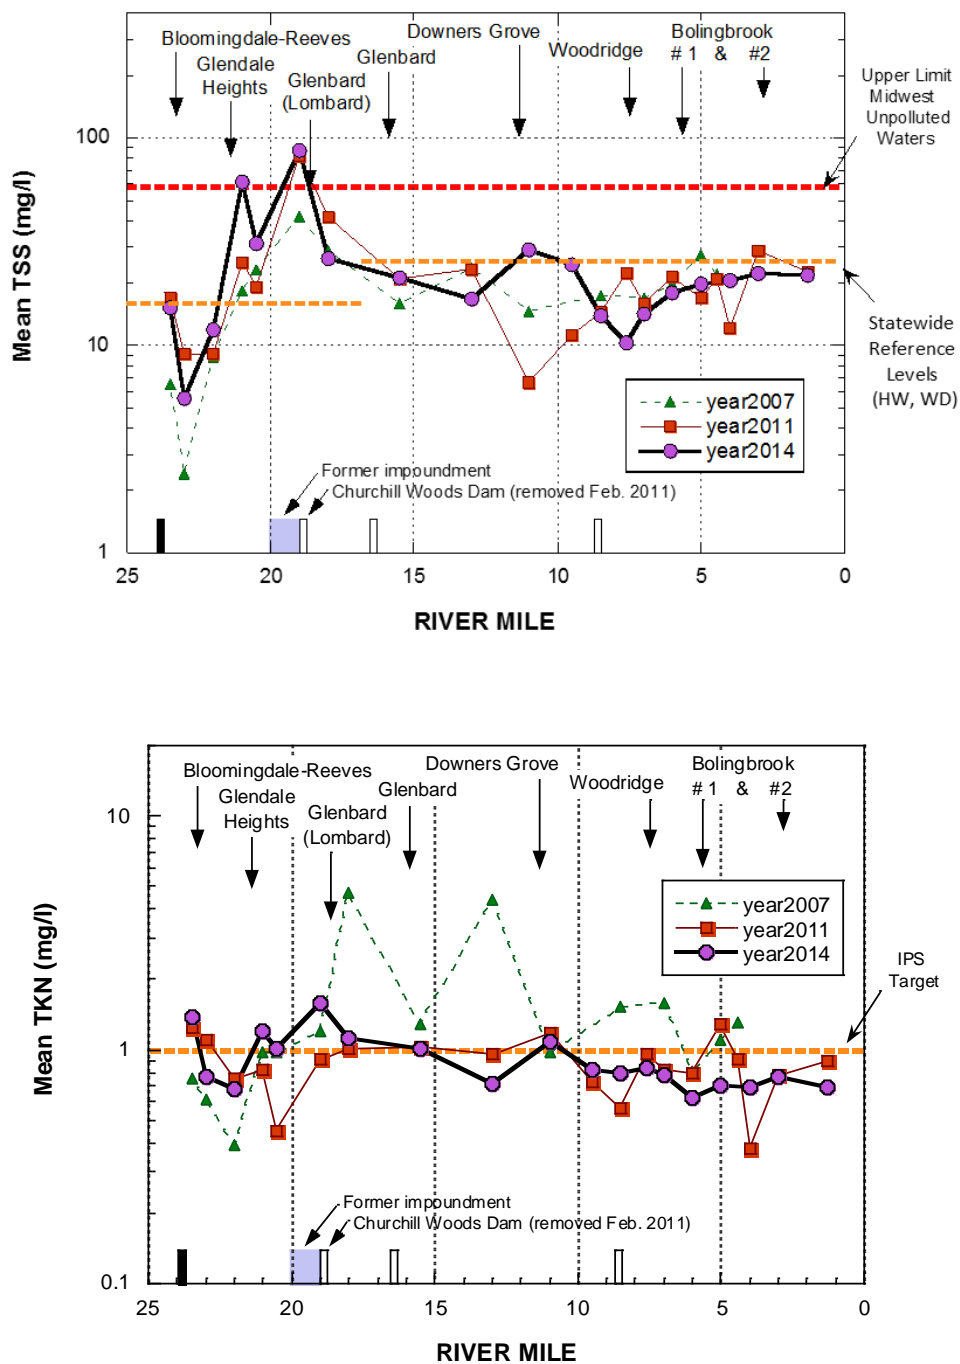 Bloomingdale-Reeves
Glendale
Heights
Glenbard
(Lombard)
Glenbard
Downers Grove
Woodridge
Bolingbrook
# 1 & #2
Upper Limit
Midwest
Unpolluted
Waters
Statewide
Reference
Levels
(HW, WD)
Mean TSS (mg/l)
100
10
1
year2007
year2011
year2014
Former impoundment
Churchill Woods Dam (removed Feb. 2011)
25 20 15 10 5 0
RIVER MILE
Bloomingdale-Reeves
Glendale
Heights
Glenbard
(Lombard)
Glenbard
Downers Grove
Woodridge
Bolingbrook
# 1 & #2
IPS
Target
Mean TKN (mg/l)
10
1
0.1
year2007
year2011
year2014
Former impoundment
Churchill Woods Dam (removed Feb. 2011)
25 20 15 10 5 0
RIVER MILE